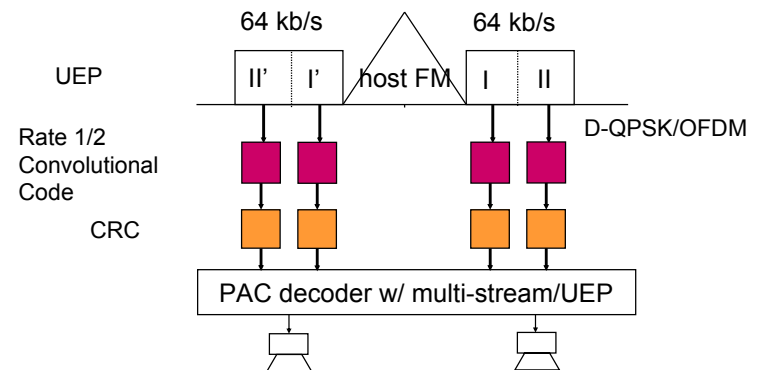 64 kb/s
64 kb/s
UEP
II’
I’
host FM
I
II
D-QPSK/OFDM
Rate 1/2
Convolutional
Code
CRC
PAC decoder w/ multi-stream/UEP